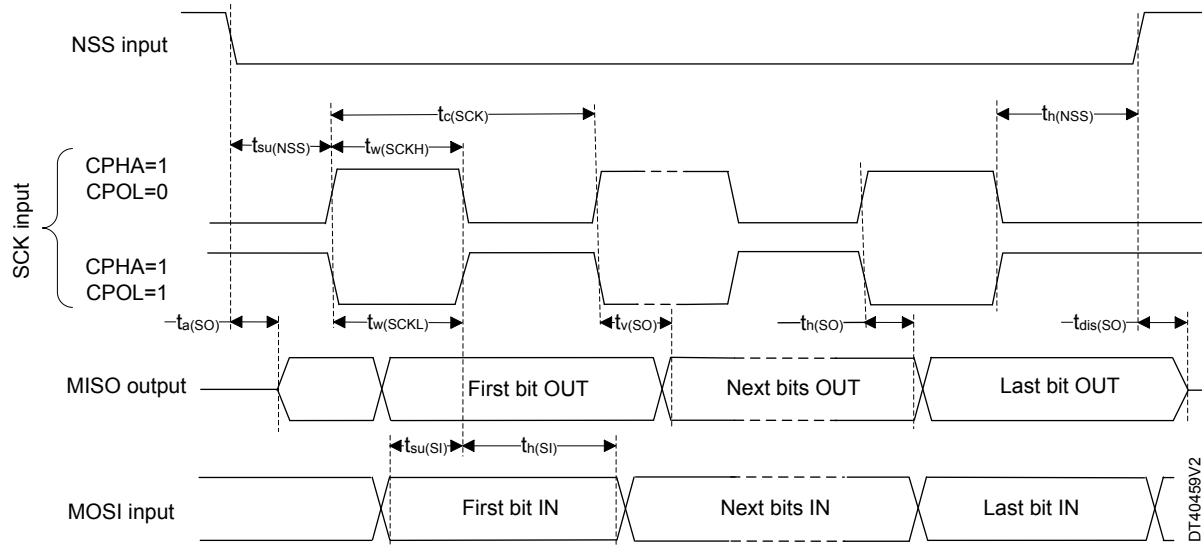 NSS input
tc(SCK)
th(NSS)
tsu(NSS)
tw(SCKH)
CPHA=1
CPOL=0
SCK input
CPHA=1
CPOL=1
ta(SO)
tw(SCKL)
tv(SO)
th(SO)
tdis(SO)
MISO output
First bit OUT
Next bits OUT
Last bit OUT
tsu(SI)
th(SI)
MOSI input
First bit IN
Next bits IN
Last bit IN
DT40459V2